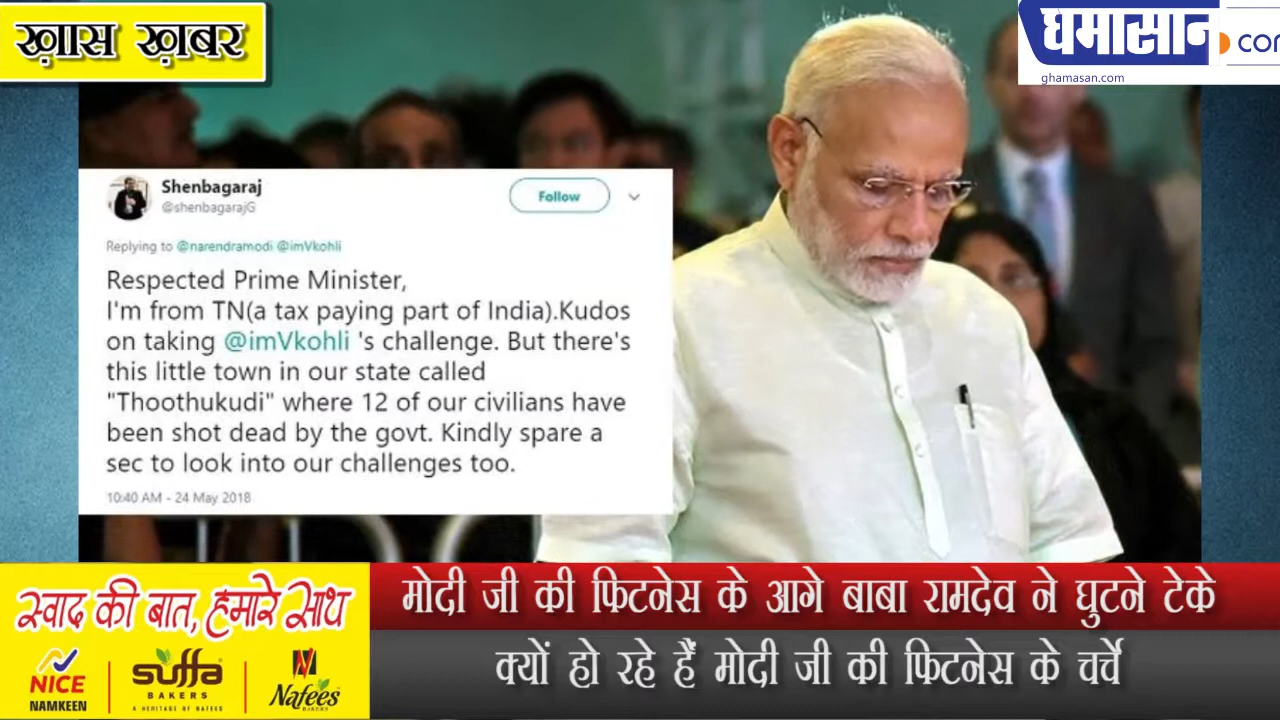 ख़ास ख़बर
घमासान.com
ghamasan.com
Shenbagaraj
@shenbagarajG
Follow
Replying to @narendramodi @imVkohli
Respected Prime Minister,
I'm from TN(a tax paying part of India).Kudos
on taking @imVkohli 's challenge. But there's
this little town in our state called
"Thoothukudi" where 12 of our civilians have
been shot dead by the govt. Kindly spare a
sec to look into our challenges too.
10:40 AM - 24 May 2018
स्वाद की बात, हमारे साथ
NICE
NAMKEEN
suffa
BAKERS
A HERITAGE OF NAFEES
N
Nafees
BAKERS
मोदी जी की फिटनेस के आगे बाबा रामदेव ने घुटने टेके
क्यों हो रहे हैं मोदी जी की फिटनेस के चर्चे